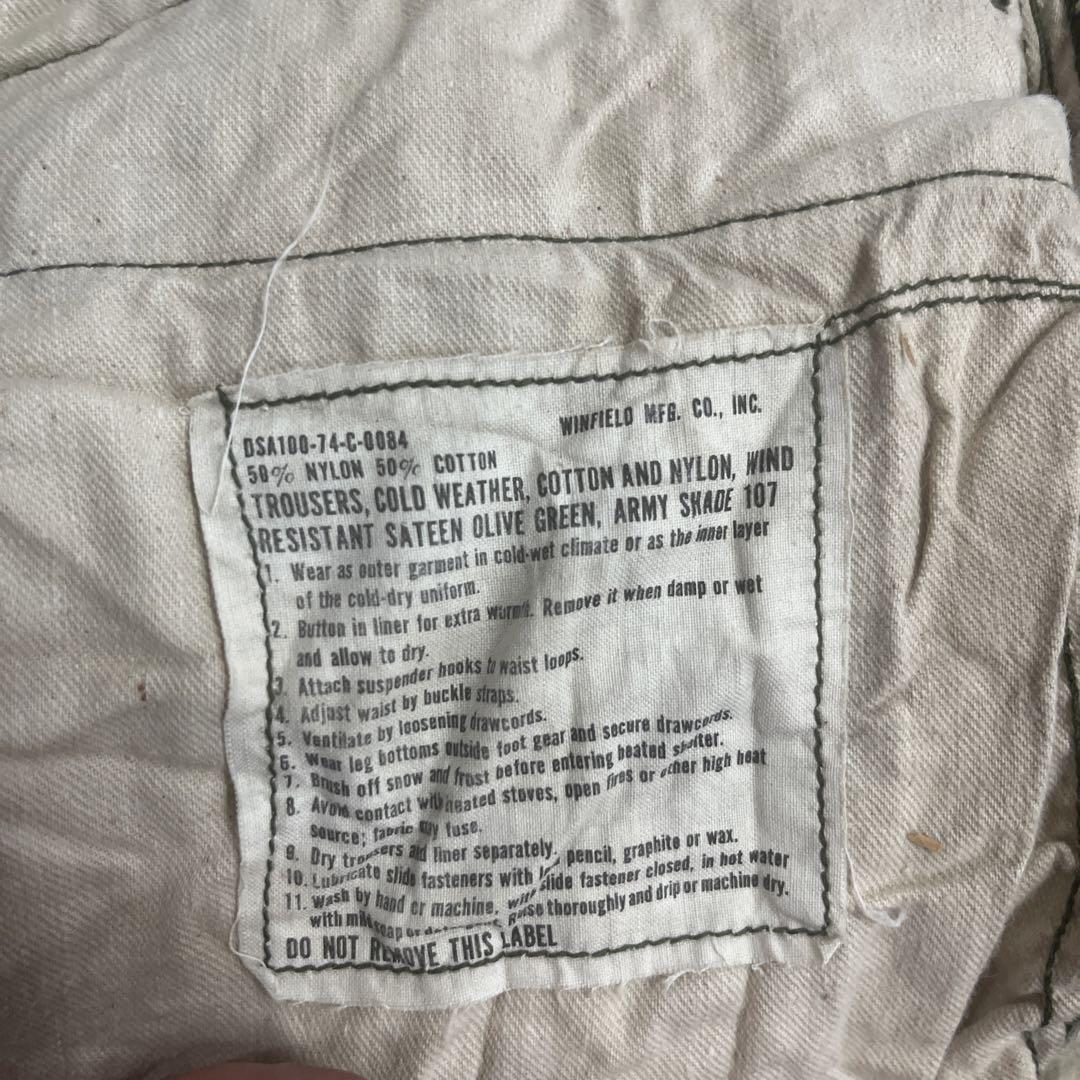 DSA100-74-C-0084 WINFIELD MFG. CO., INC.
50% NYLON 50% COTTON
TROUSERS, COLD WEATHER, COTTON AND NYLON, WIND
RESISTANT SATEEN OLIVE GREEN, ARMY SHADE 107
1. Wear as outer garment in cold-wet climate or as the inner layer
of the cold-dry uniform.
2. Button in liner for extra warmth. Remove it when damp or wet
and allow to dry.
3. Attach suspender hooks to waist loops.
4. Adjust waist by buckle straps.
5. Ventilate by loosening drawcords.
6. Wear leg bottoms outside foot gear and secure drawcords.
7. Brush off snow and frost before entering heated shelter.
8. Avoid contact with heated stoves, open fires or other high heat
source; fabric may fuse.
9. Dry trousers and liner separately.
10. Lubricate slide fasteners with pencil, graphite or wax.
11. Wash by hand or machine, with slide fastener closed, in hot water
with mild soap or Rinse thoroughly and drip or machine dry.
DO NOT REMOVE THIS LABEL